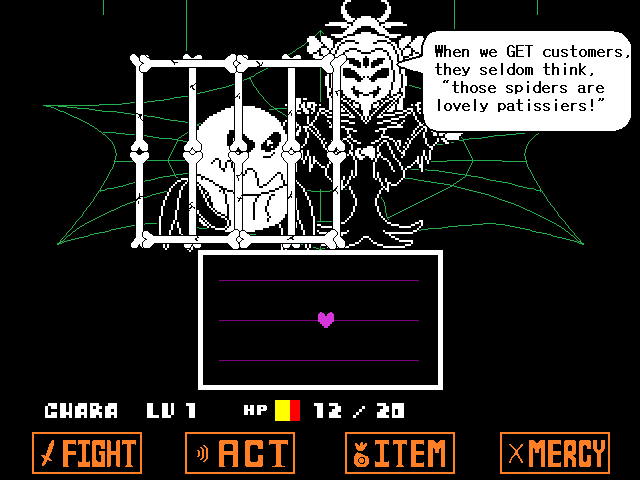 When we GET customers,
they seldom think,
“those spiders are
lovely patissiers!”
CHARA LV 1 HP 12 / 20
FIGHT ACT ITEM MERCY